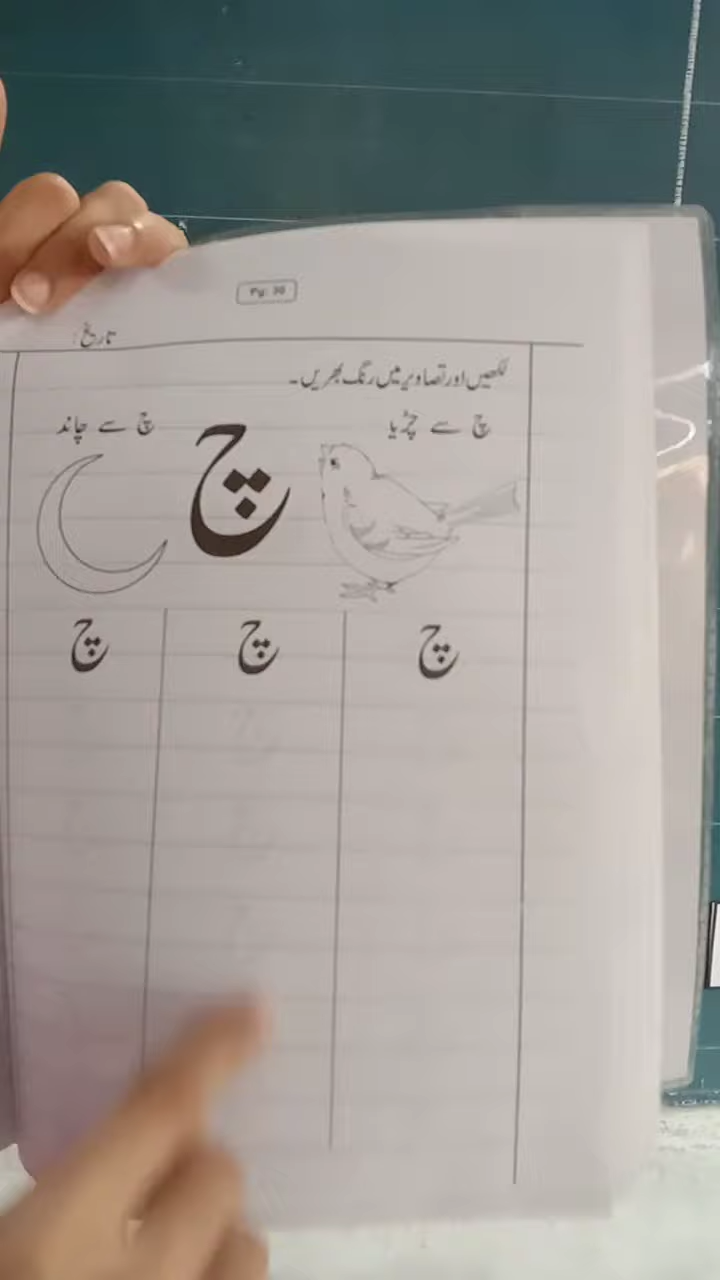 Pg: 30
تاریخ:
لکھیں اور تصاویر میں رنگ بھریں۔
چ سے چڑیا
چ
چ سے چاند
چ چ چ